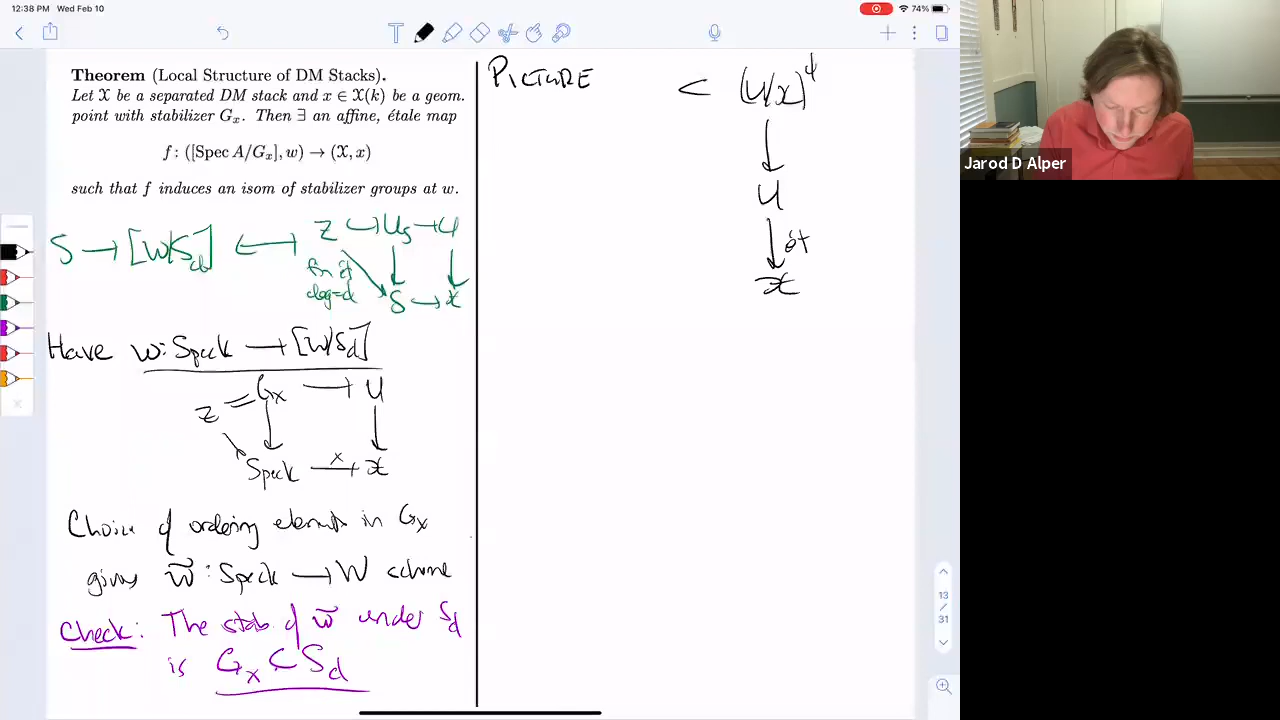 12:38 PM Wed Feb 10
74%
Theorem (Local Structure of DM Stacks).
Let 𝒳 be a separated DM stack and x ∈ 𝒳(k) be a geom.
point with stabilizer G_x. Then ∃ an affine, étale map
f: ([Spec A/G_x], w) → (𝒳, x)
such that f induces an isom of stabilizer groups at w.
S → [W/S_d] ↔ Z ↪ U_S → U
fin ét
deg=d
S → 𝒳
Have w: Spec k → [W/S_d]
Z = G_x → U
Spec k →^x 𝒳
Choice of ordering elements in G_x
gives w̃ : Spec k → W scheme
Check: The stab of w̃ under S_d
is G_x ⊂ S_d
PICTURE
⊂ (U/𝒳)^d
U
ét
𝒳
13
/
31
Jarod D Alper